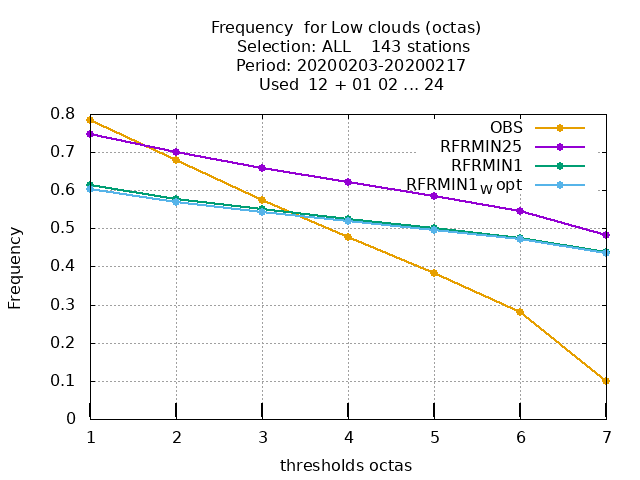 Frequency  for Low clouds (octas)
Selection: ALL    143 stations
Period: 20200203-20200217
Used  12 + 01 02 ... 24
OBS
RFRMIN25
RFRMIN1
RFRMIN1w opt
0.8
0.7
0.6
0.5
0.4
0.3
0.2
0.1
0
Frequency
1 2 3 4 5 6 7
thresholds octas